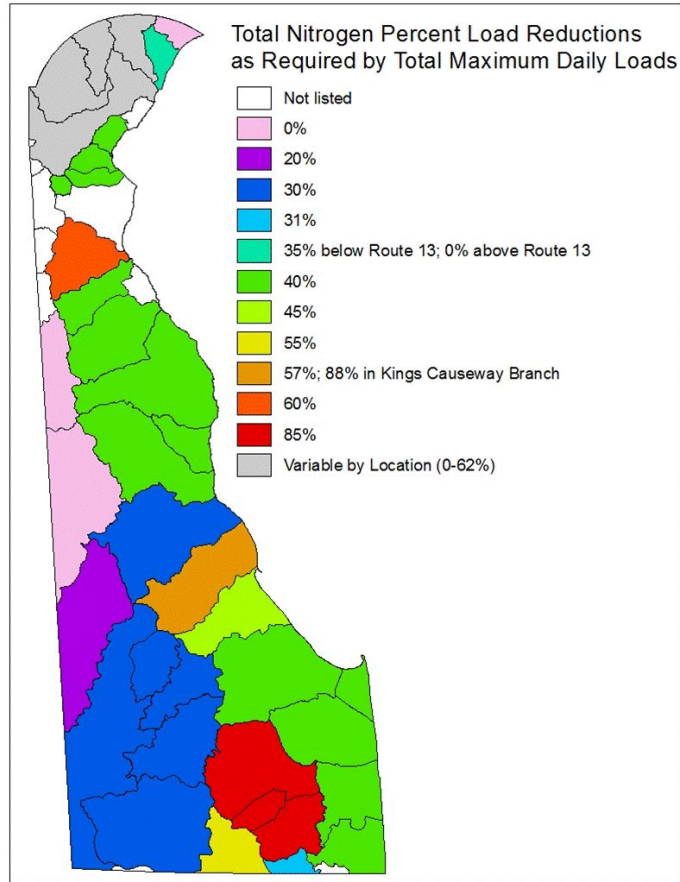 Total Nitrogen Percent Load Reductions
as Required by Total Maximum Daily Loads
Not listed
0%
20%
30%
31%
35% below Route 13; 0% above Route 13
40%
45%
55%
57%; 88% in Kings Causeway Branch
60%
85%
Variable by Location (0-62%)